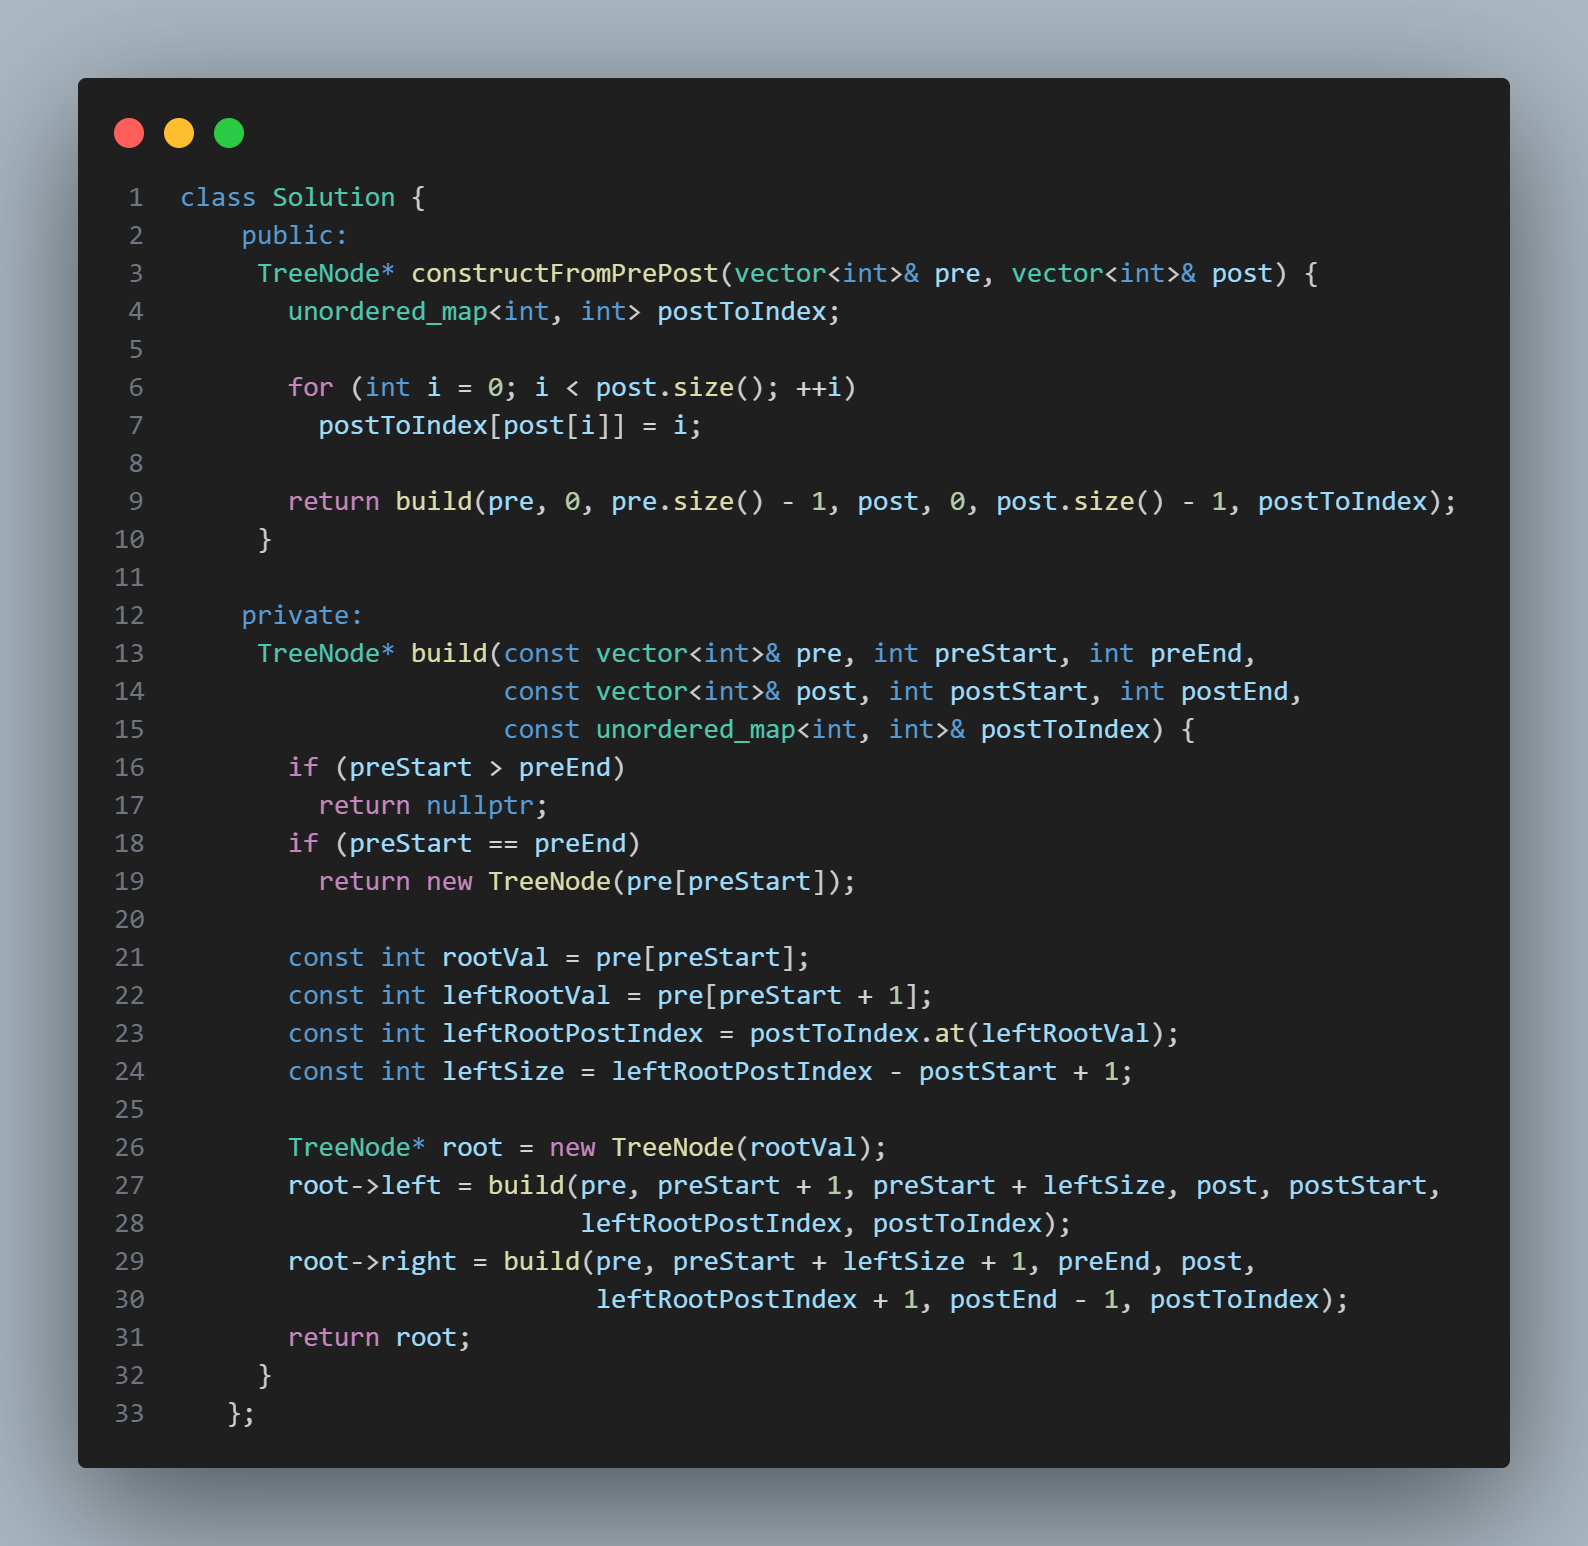 1 class Solution {
2     public:
3      TreeNode* constructFromPrePost(vector<int>& pre, vector<int>& post) {
4        unordered_map<int, int> postToIndex;
5
6        for (int i = 0; i < post.size(); ++i)
7          postToIndex[post[i]] = i;
8
9        return build(pre, 0, pre.size() - 1, post, 0, post.size() - 1, postToIndex);
10      }
11
12     private:
13      TreeNode* build(const vector<int>& pre, int preStart, int preEnd,
14                      const vector<int>& post, int postStart, int postEnd,
15                      const unordered_map<int, int>& postToIndex) {
16        if (preStart > preEnd)
17          return nullptr;
18        if (preStart == preEnd)
19          return new TreeNode(pre[preStart]);
20
21        const int rootVal = pre[preStart];
22        const int leftRootVal = pre[preStart + 1];
23        const int leftRootPostIndex = postToIndex.at(leftRootVal);
24        const int leftSize = leftRootPostIndex - postStart + 1;
25
26        TreeNode* root = new TreeNode(rootVal);
27        root->left = build(pre, preStart + 1, preStart + leftSize, post, postStart,
28                           leftRootPostIndex, postToIndex);
29        root->right = build(pre, preStart + leftSize + 1, preEnd, post,
30                            leftRootPostIndex + 1, postEnd - 1, postToIndex);
31        return root;
32      }
33    };